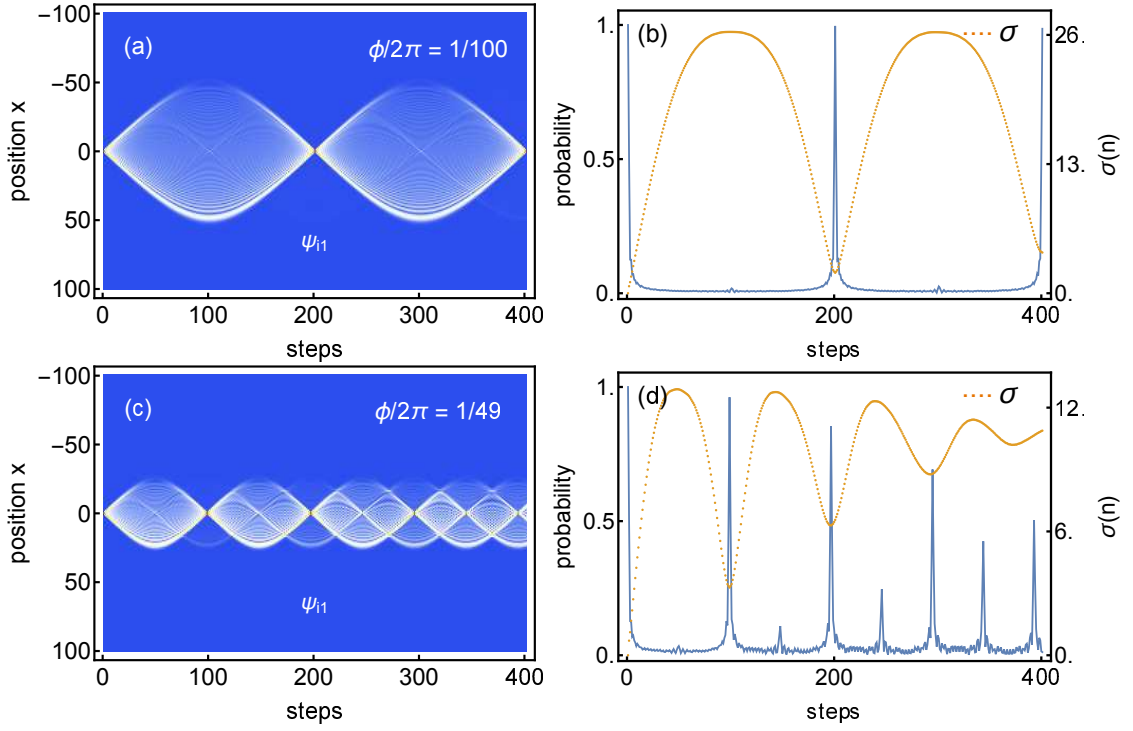 (a)
ϕ/2π = 1/100
ψi1
position x
−100
−50
0
50
100
0
100
200
300
400
steps
(b)
σ
probability
1.
0.5
0.
26.
13.
0.
σ(n)
0
200
400
steps
(c)
ϕ/2π = 1/49
ψi1
position x
−100
−50
0
50
100
0
100
200
300
400
steps
(d)
σ
probability
1.
0.5
0.
12.
6.
0.
σ(n)
0
200
400
steps